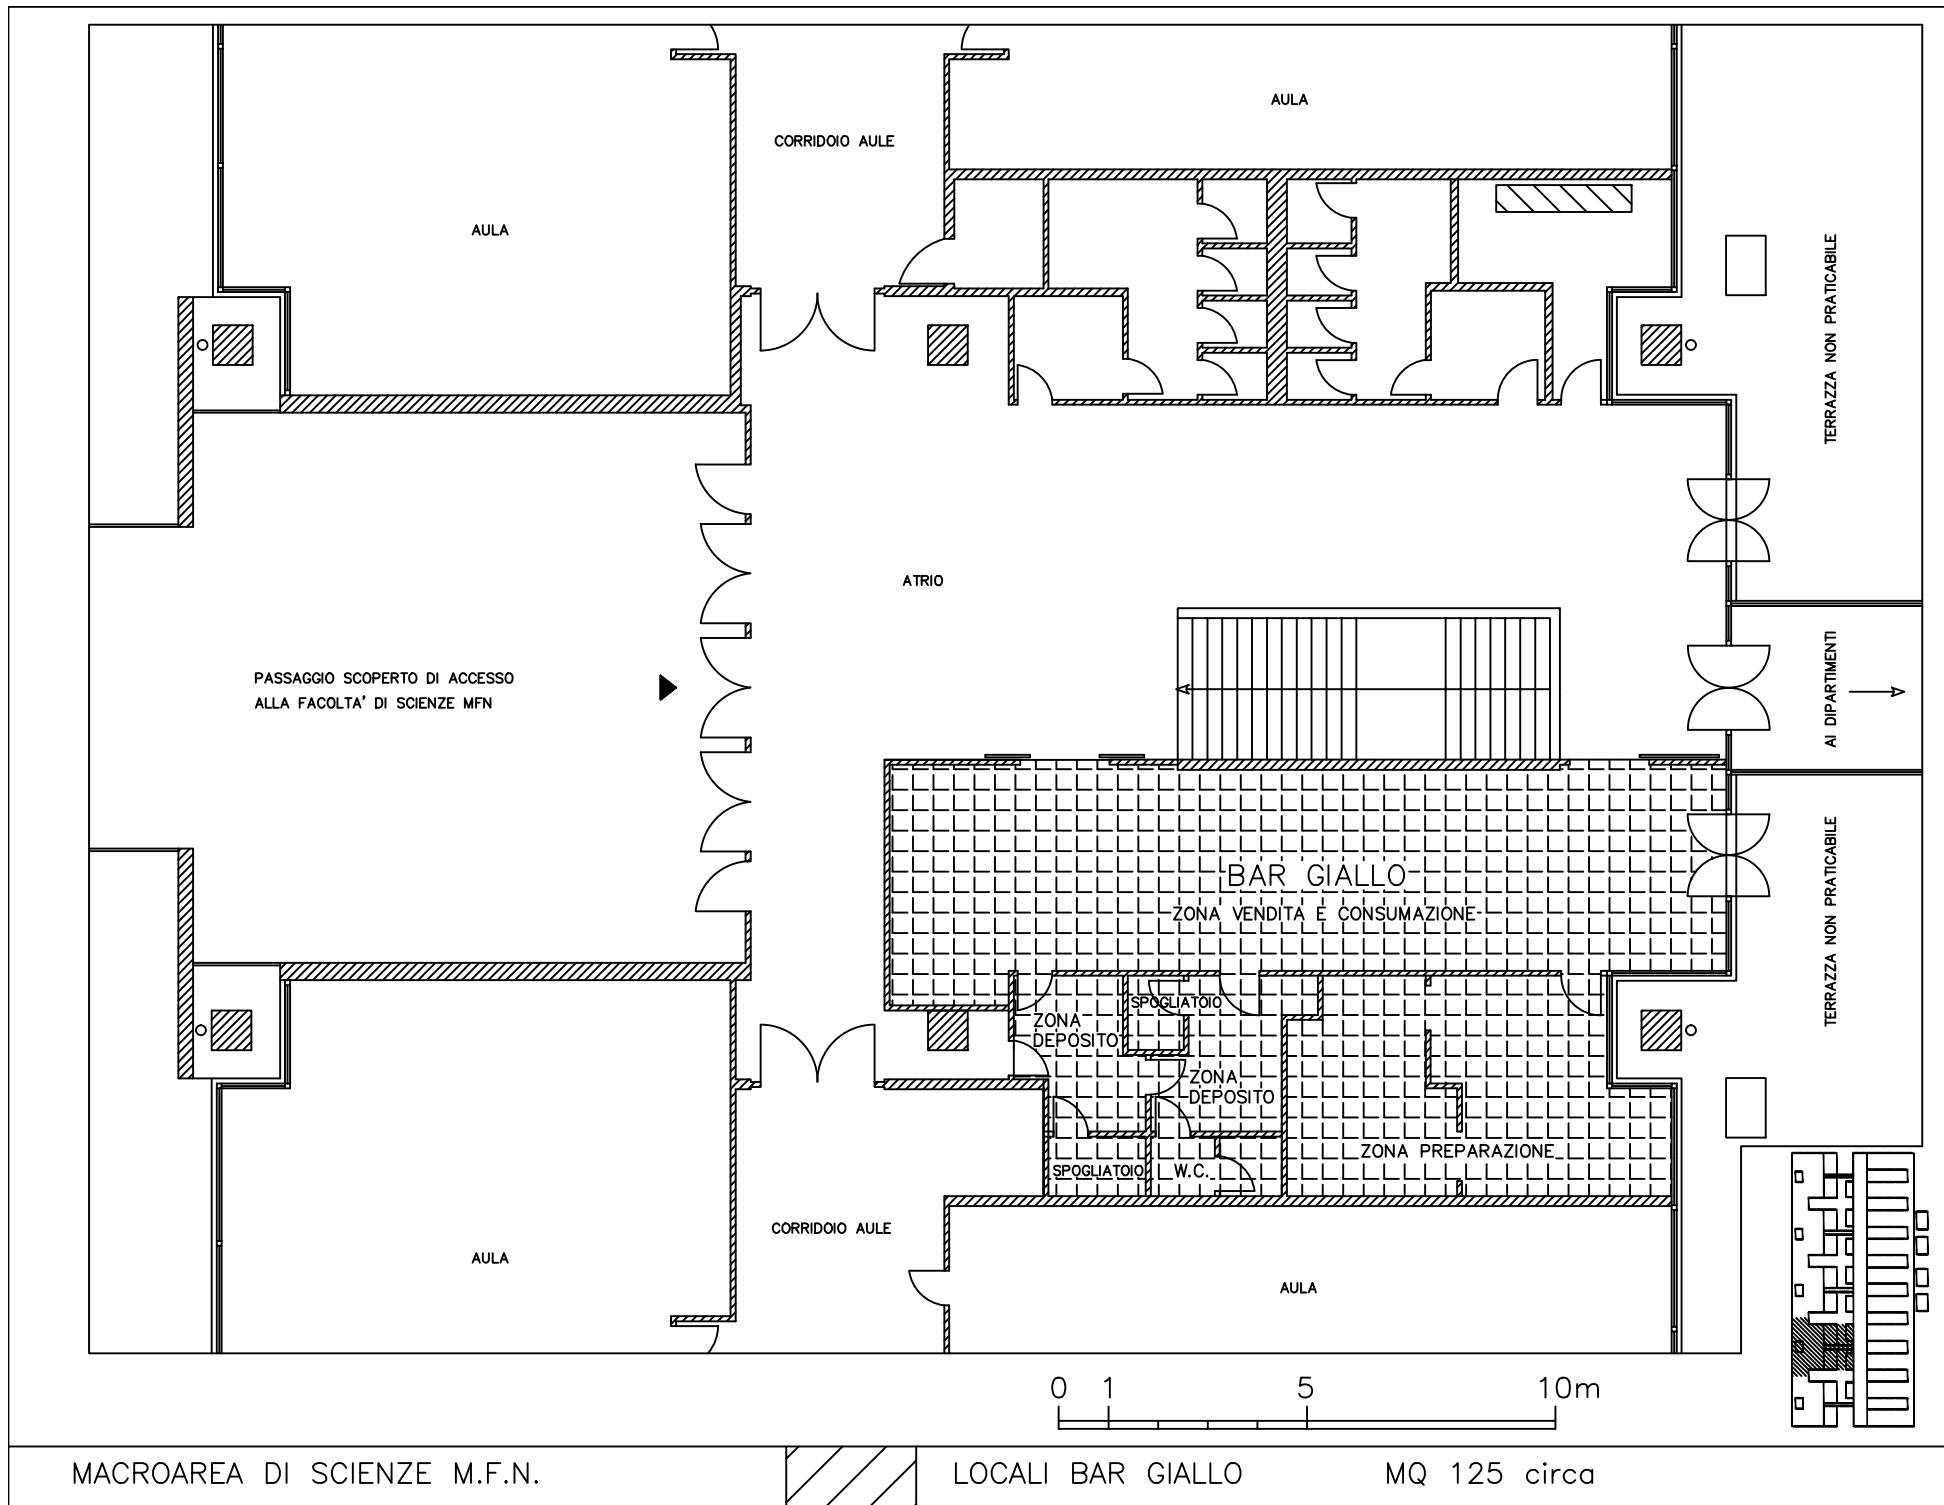 AULA
CORRIDOIO AULE
AULA
TERRAZZA NON PRATICABILE
ATRIO
PASSAGGIO SCOPERTO DI ACCESSO
ALLA FACOLTA' DI SCIENZE MFN
AI DIPARTIMENTI
BAR GIALLO
ZONA VENDITA E CONSUMAZIONE
TERRAZZA NON PRATICABILE
SPOGLIATOIO
ZONA
DEPOSITO
ZONA
DEPOSITO
ZONA PREPARAZIONE
SPOGLIATOIO
W.C.
CORRIDOIO AULE
AULA
AULA
0 1 5 10m
MACROAREA DI SCIENZE M.F.N.
LOCALI BAR GIALLO MQ 125 circa